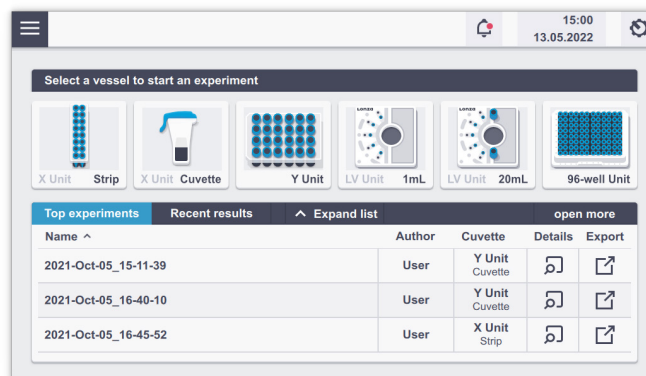 15:00
13.05.2022
Select a vessel to start an experiment
Lonza
Lonza
X Unit Strip
X Unit Cuvette
Y Unit
LV Unit 1mL
LV Unit 20mL
96-well Unit
Top experiments Recent results Expand list open more
Name Author Cuvette Details Export
2021-Oct-05_15-11-39 User Y Unit
Cuvette
2021-Oct-05_16-40-10 User Y Unit
Cuvette
2021-Oct-05_16-45-52 User X Unit
Strip